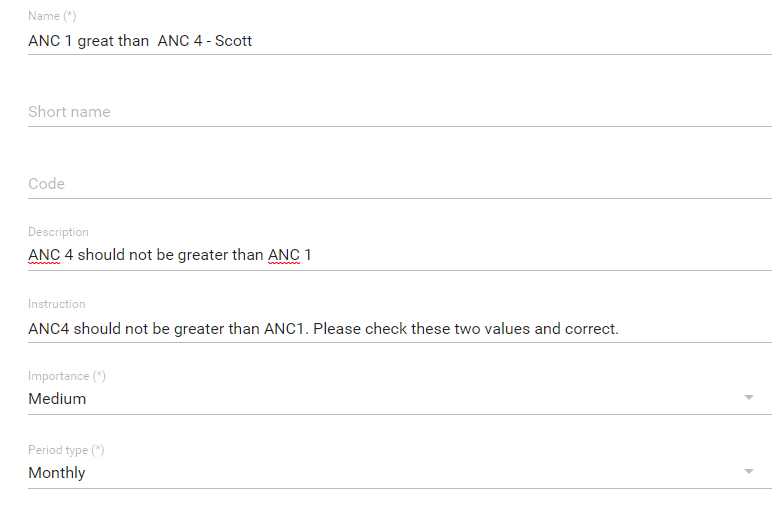 Name (*)
ANC 1 great than  ANC 4 - Scott
Short name
Code
Description
ANC 4 should not be greater than ANC 1
Instruction
ANC4 should not be greater than ANC1. Please check these two values and correct.
Importance (*)
Medium
Period type (*)
Monthly